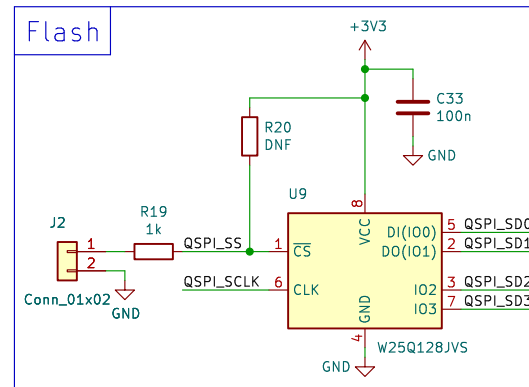 Flash
+3V3
C33
100n
GND
R20
DNF
U9
J2
R19
1k
1
2
QSPI_SS
Conn_01x02
GND
QSPI_SCLK
8
VCC
1
CS
6
CLK
DI(IO0)
5
QSPI_SD0
DO(IO1)
2
QSPI_SD1
IO2
3
QSPI_SD2
IO3
7
QSPI_SD3
GND
4
W25Q128JVS
GND